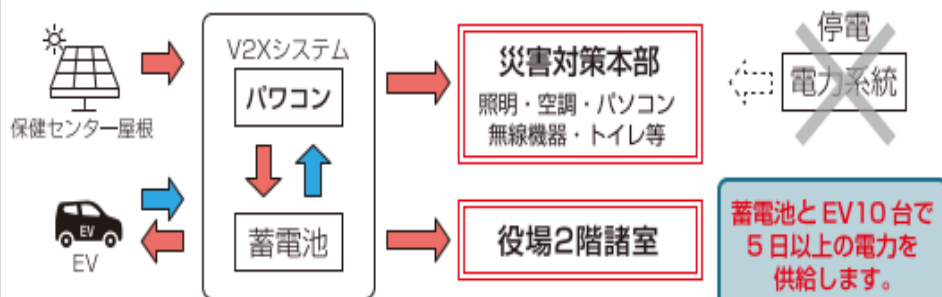 保健センター屋根
EV
EV
V2Xシステム
パワコン
蓄電池
災害対策本部
照明・空調・パソコン
無線機器・トイレ等
役場2階諸室
停電
電力系統
蓄電池とEV10台で
5日以上の電力を
供給します。